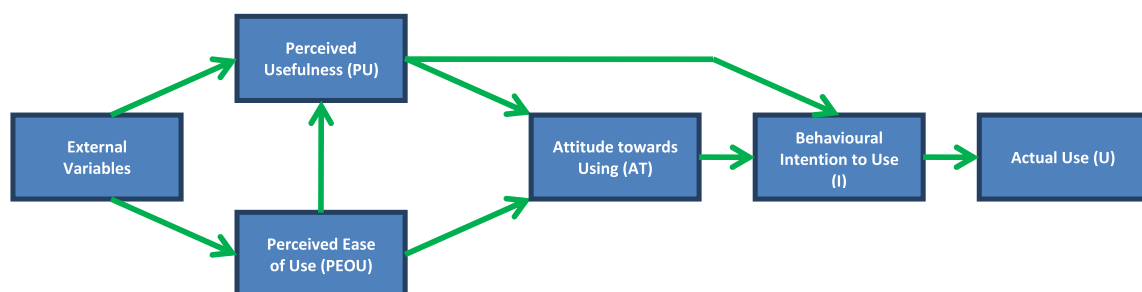 External
Variables
Perceived
Usefulness (PU)
Perceived Ease
of Use (PEOU)
Attitude towards
Using (AT)
Behavioural
Intention to Use
(I)
Actual Use (U)